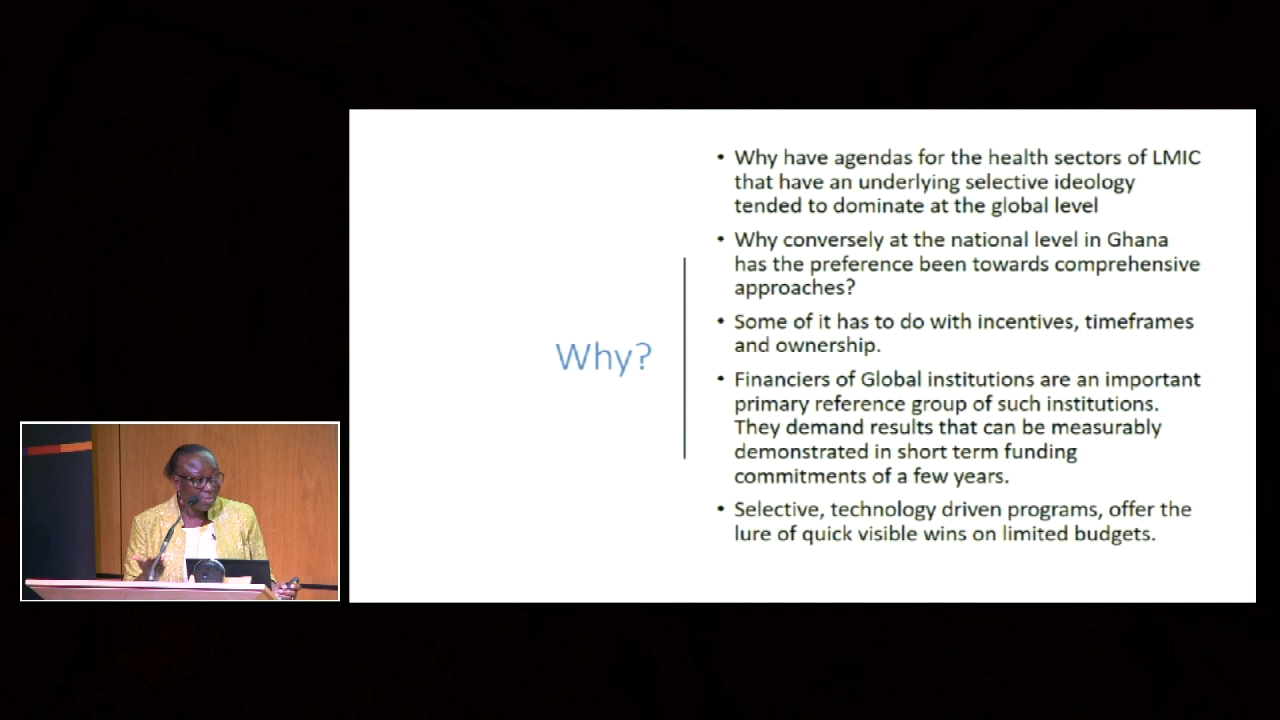 Why?
• Why have agendas for the health sectors of LMIC
that have an underlying selective ideology
tended to dominate at the global level
• Why conversely at the national level in Ghana
has the preference been towards comprehensive
approaches?
• Some of it has to do with incentives, timeframes
and ownership.
• Financiers of Global institutions are an important
primary reference group of such institutions.
They demand results that can be measurably
demonstrated in short term funding
commitments of a few years.
• Selective, technology driven programs, offer the
lure of quick visible wins on limited budgets.